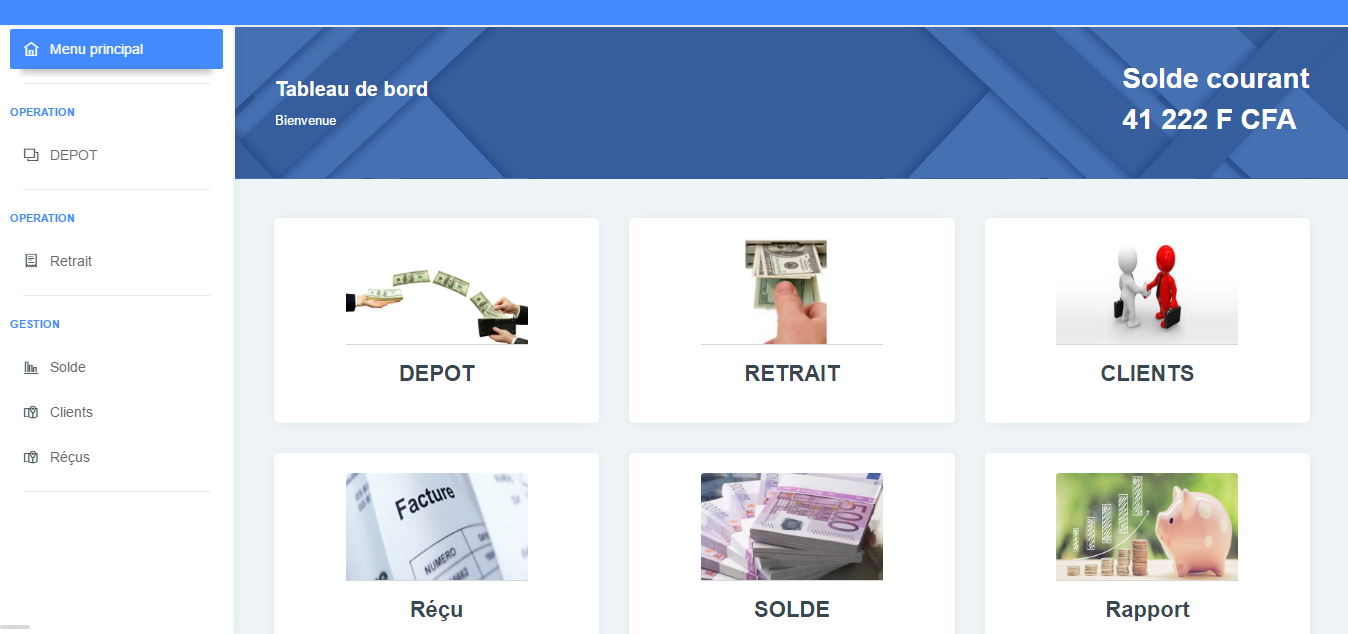 Menu principal
OPERATION
DEPOT
OPERATION
Retrait
GESTION
Solde
Clients
Réçus
Tableau de bord
Bienvenue
Solde courant
41 222 F CFA
DEPOT
RETRAIT
CLIENTS
Facture
NUMERO
500
Réçu
SOLDE
Rapport